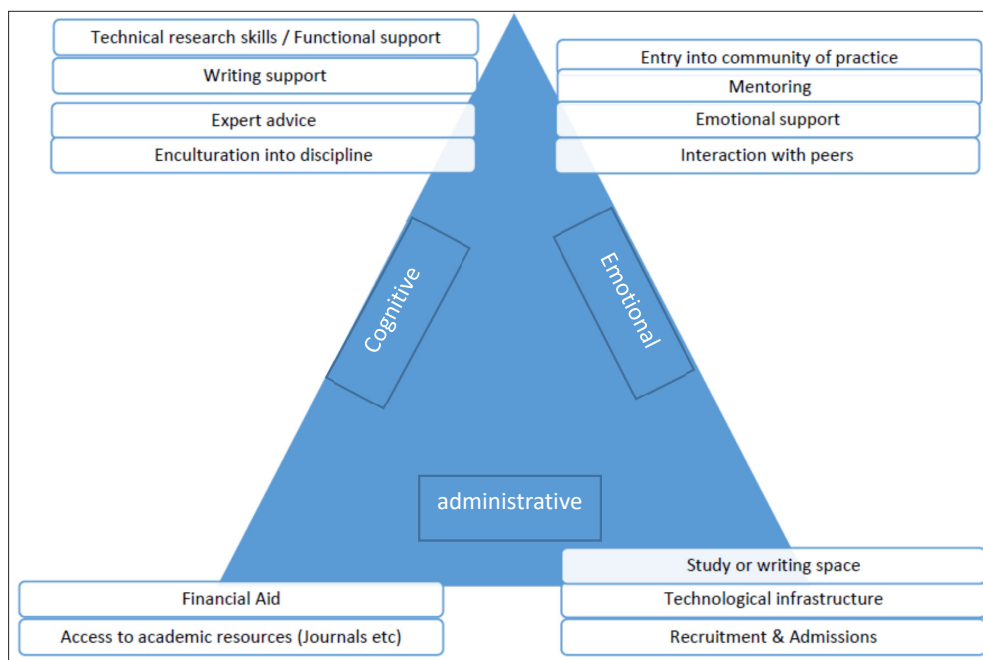 Technical research skills / Functional support
Writing support
Expert advice
Enculturation into discipline
Entry into community of practice
Mentoring
Emotional support
Interaction with peers
Cognitive
Emotional
administrative
Financial Aid
Access to academic resources (Journals etc)
Study or writing space
Technological infrastructure
Recruitment & Admissions